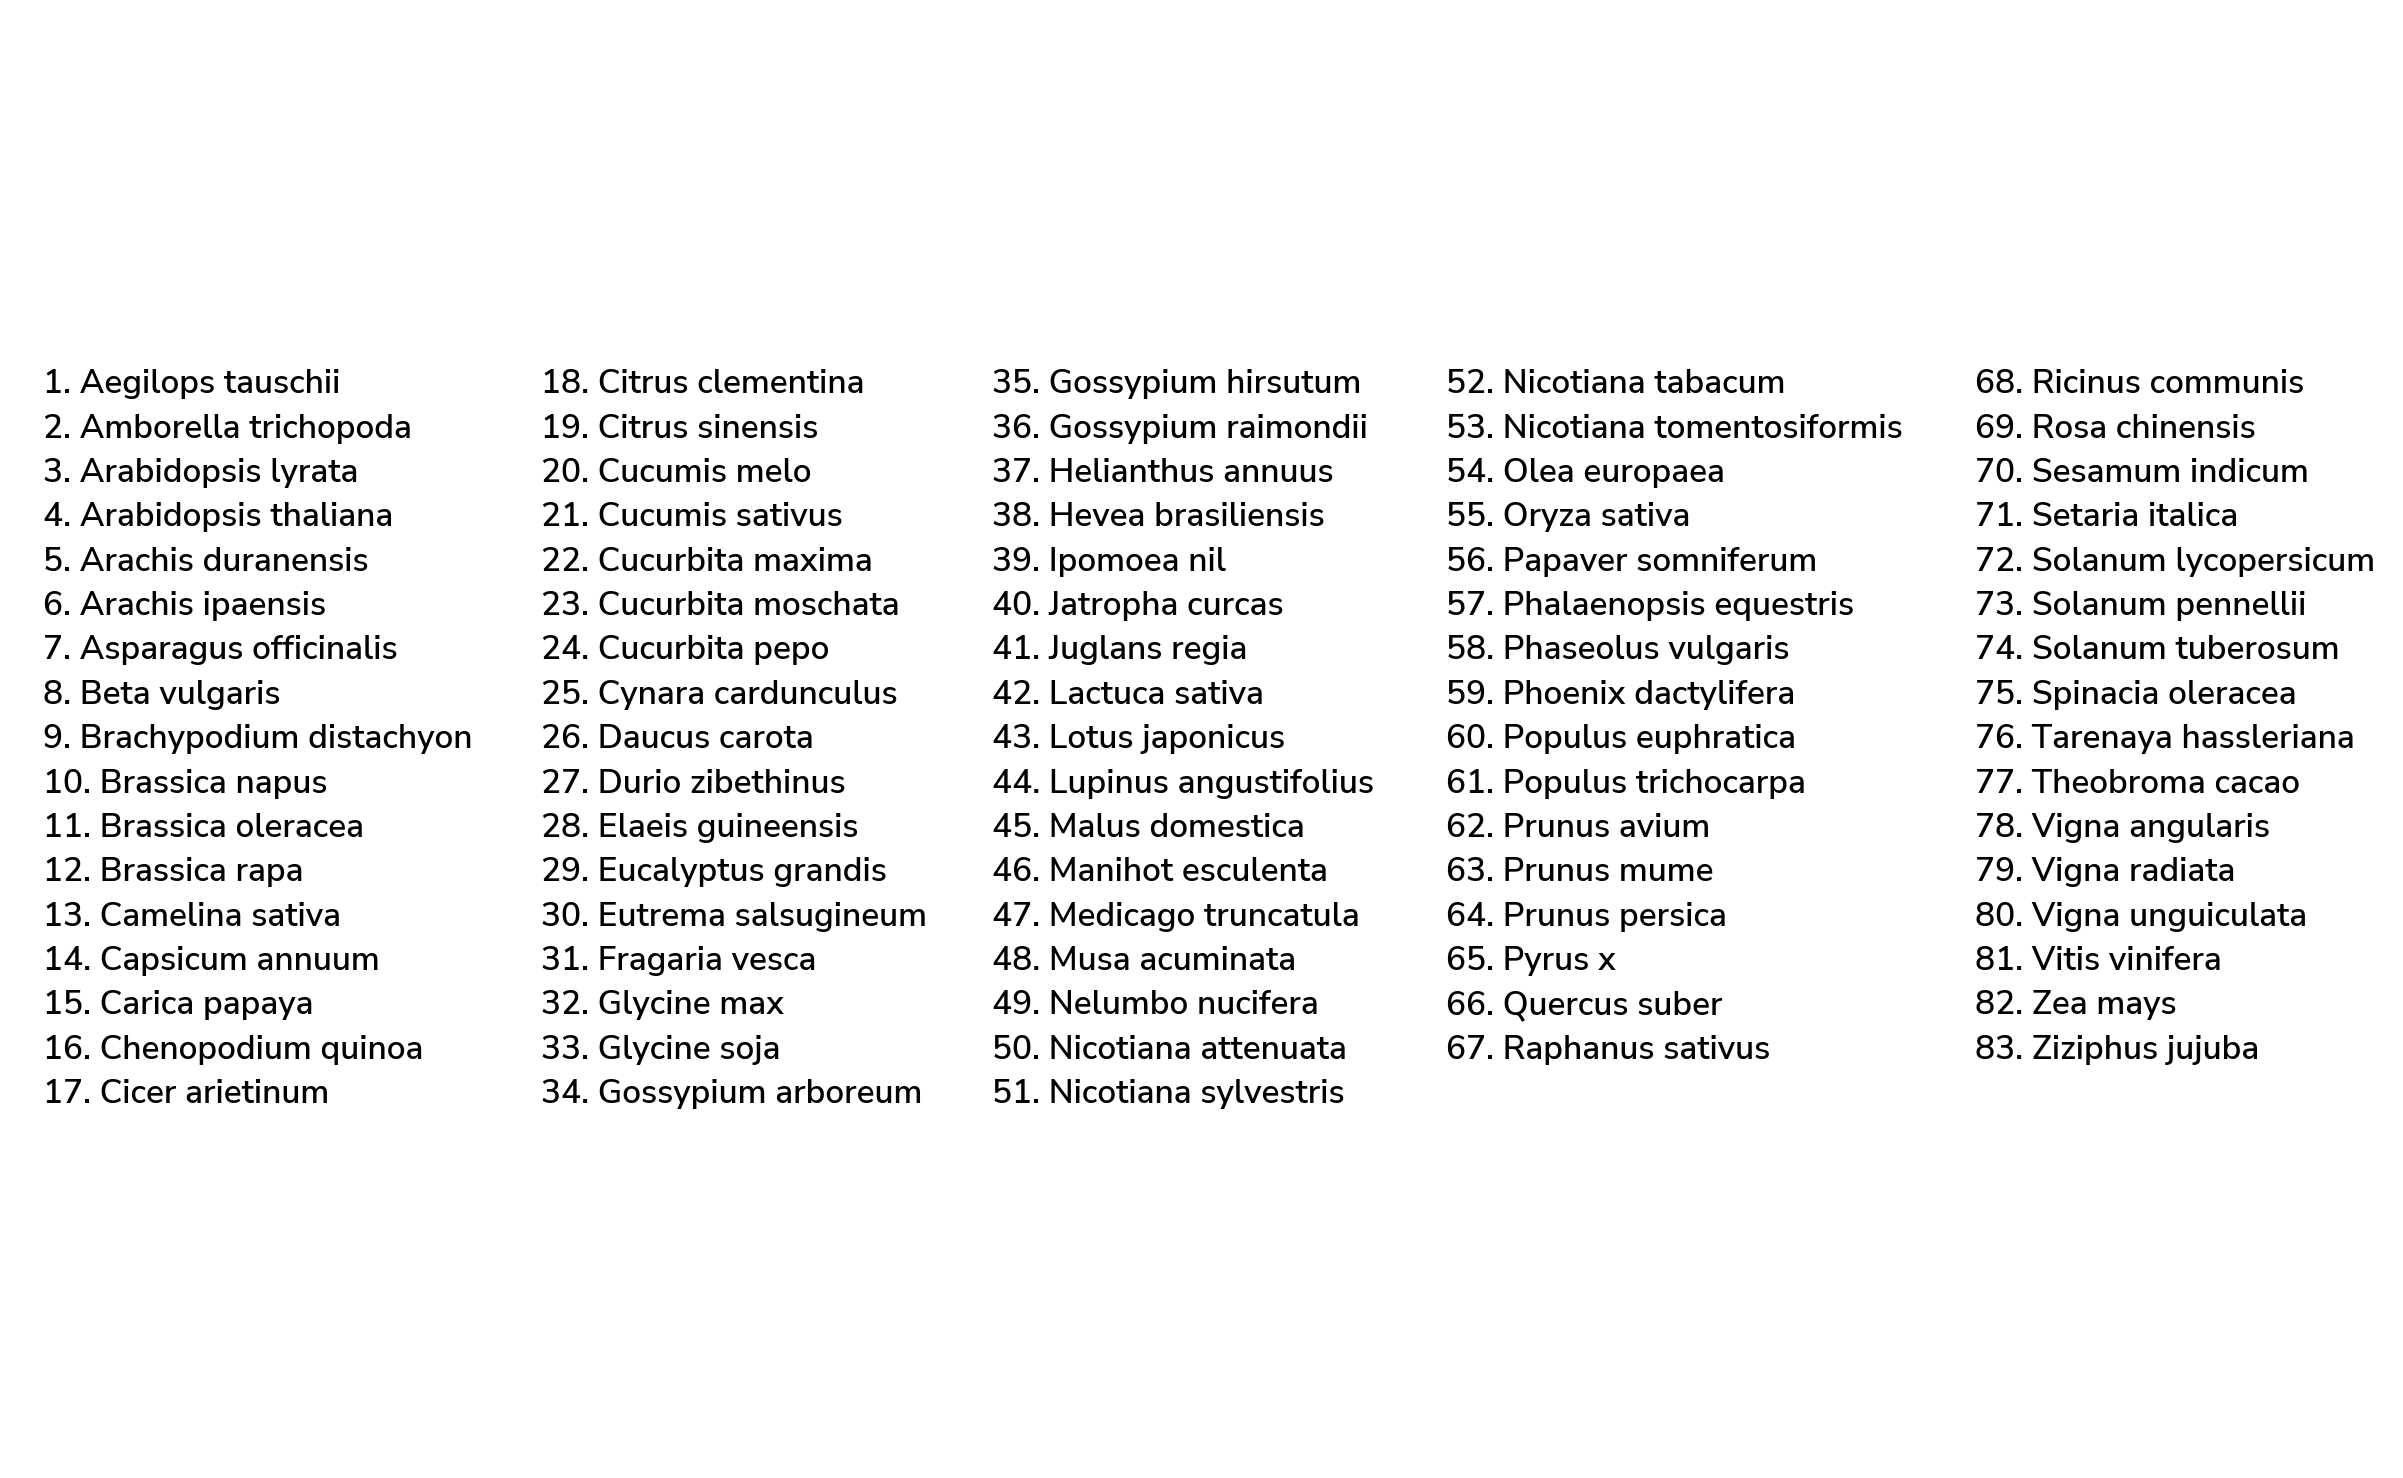 1. Aegilops tauschii
2. Amborella trichopoda
3. Arabidopsis lyrata
4. Arabidopsis thaliana
5. Arachis duranensis
6. Arachis ipaensis
7. Asparagus officinalis
8. Beta vulgaris
9. Brachypodium distachyon
10. Brassica napus
11. Brassica oleracea
12. Brassica rapa
13. Camelina sativa
14. Capsicum annuum
15. Carica papaya
16. Chenopodium quinoa
17. Cicer arietinum
18. Citrus clementina
19. Citrus sinensis
20. Cucumis melo
21. Cucumis sativus
22. Cucurbita maxima
23. Cucurbita moschata
24. Cucurbita pepo
25. Cynara cardunculus
26. Daucus carota
27. Durio zibethinus
28. Elaeis guineensis
29. Eucalyptus grandis
30. Eutrema salsugineum
31. Fragaria vesca
32. Glycine max
33. Glycine soja
34. Gossypium arboreum
35. Gossypium hirsutum
36. Gossypium raimondii
37. Helianthus annuus
38. Hevea brasiliensis
39. Ipomoea nil
40. Jatropha curcas
41. Juglans regia
42. Lactuca sativa
43. Lotus japonicus
44. Lupinus angustifolius
45. Malus domestica
46. Manihot esculenta
47. Medicago truncatula
48. Musa acuminata
49. Nelumbo nucifera
50. Nicotiana attenuata
51. Nicotiana sylvestris
52. Nicotiana tabacum
53. Nicotiana tomentosiformis
54. Olea europaea
55. Oryza sativa
56. Papaver somniferum
57. Phalaenopsis equestris
58. Phaseolus vulgaris
59. Phoenix dactylifera
60. Populus euphratica
61. Populus trichocarpa
62. Prunus avium
63. Prunus mume
64. Prunus persica
65. Pyrus x
66. Quercus suber
67. Raphanus sativus
68. Ricinus communis
69. Rosa chinensis
70. Sesamum indicum
71. Setaria italica
72. Solanum lycopersicum
73. Solanum pennellii
74. Solanum tuberosum
75. Spinacia oleracea
76. Tarenaya hassleriana
77. Theobroma cacao
78. Vigna angularis
79. Vigna radiata
80. Vigna unguiculata
81. Vitis vinifera
82. Zea mays
83. Ziziphus jujuba